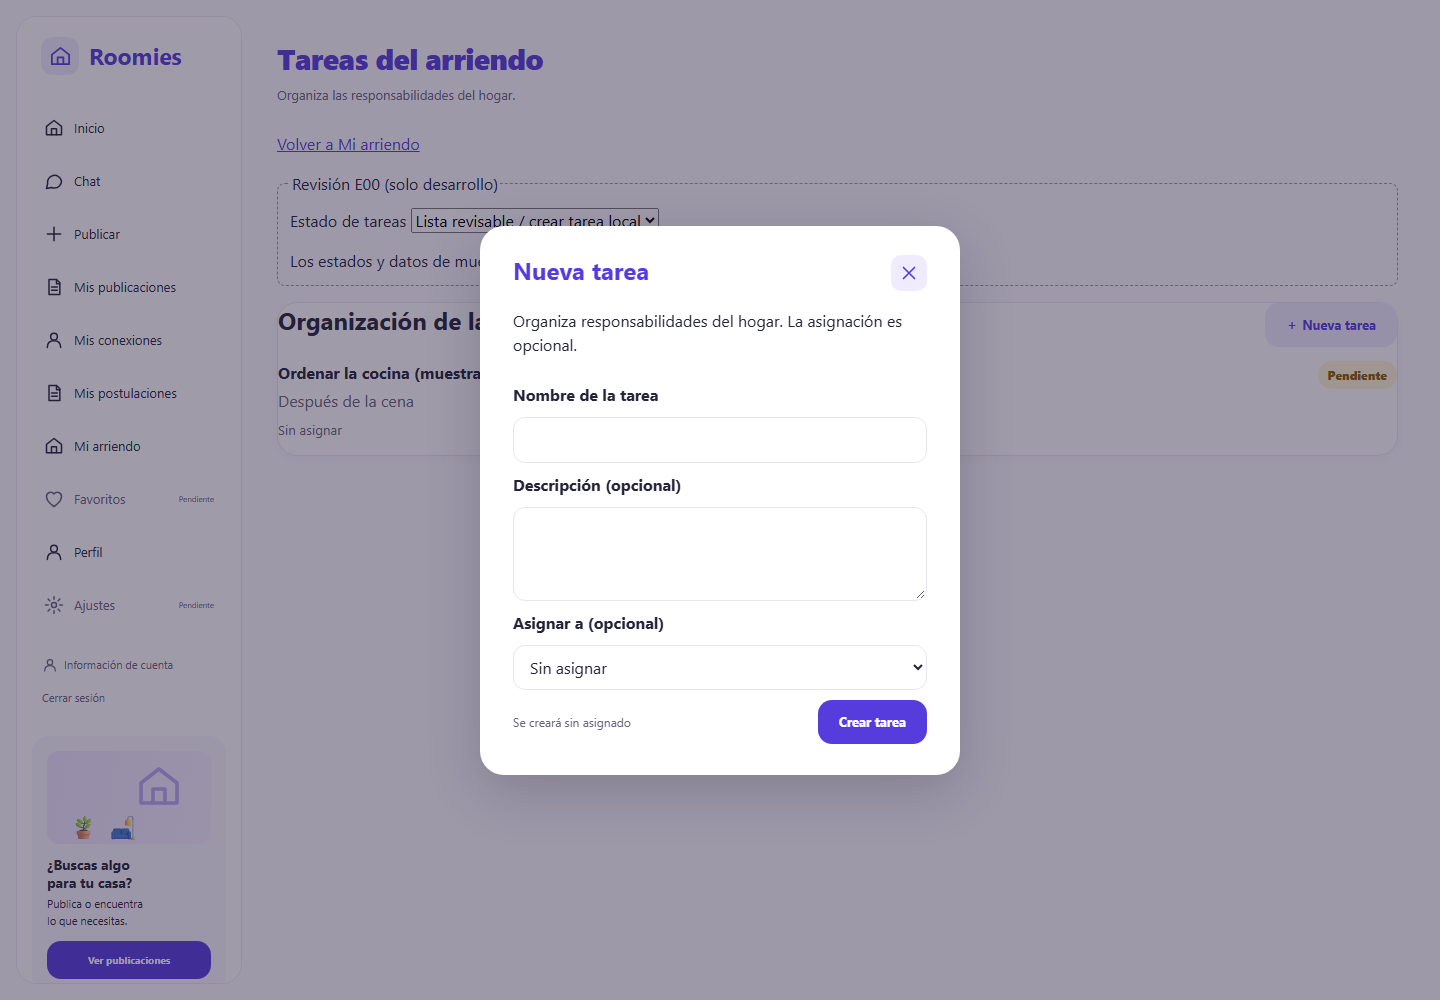 Roomies
Inicio
Chat
Publicar
Mis publicaciones
Mis conexiones
Mis postulaciones
Mi arriendo
Favoritos Pendiente
Perfil
Ajustes Pendiente
Información de cuenta
Cerrar sesión
¿Buscas algo
para tu casa?
Publica o encuentra
lo que necesitas.
Ver publicaciones
Tareas del arriendo
Organiza las responsabilidades del hogar.
Volver a Mi arriendo
Revisión E00 (solo desarrollo)
Estado de tareas Lista revisable / crear tarea local
Los estados y datos de
Organización de
+ Nueva tarea
Ordenar la cocina (muestra
Pendiente
Después de la cena
Sin asignar
Nueva tarea
Organiza responsabilidades del hogar. La asignación es
opcional.
Nombre de la tarea
Descripción (opcional)
Asignar a (opcional)
Sin asignar
Se creará sin asignado
Crear tarea